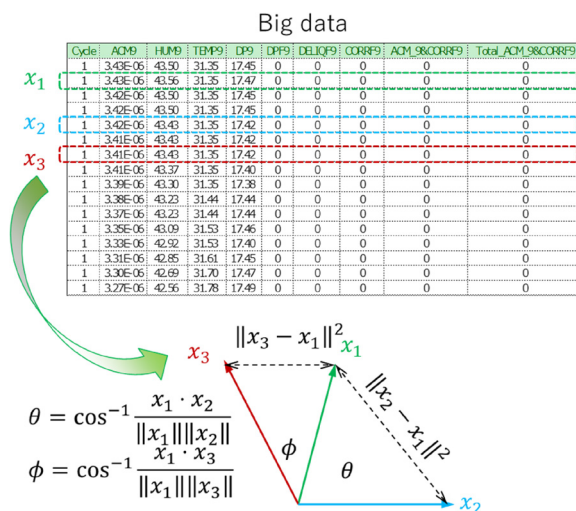 Big data
Cycle ACM9 HUM9 TEMP9 DP9 DPF9 DELIQF9 CORRF9 ACM_9&CORRF9 Total_ACM_9&CORRF9
1 3.43E-06 43.50 31.35 17.45 0 0 0 0 0
x₁ 1 3.43E-06 43.56 31.35 17.47 0 0 0 0 0
1 3.42E-06 43.50 31.35 17.45 0 0 0 0 0
1 3.42E-06 43.50 31.35 17.45 0 0 0 0 0
x₂ 1 3.42E-06 43.43 31.35 17.42 0 0 0 0 0
1 3.41E-06 43.43 31.35 17.42 0 0 0 0 0
x₃ 1 3.41E-06 43.43 31.35 17.42 0 0 0 0 0
1 3.41E-06 43.37 31.35 17.40 0 0 0 0 0
1 3.39E-06 43.30 31.35 17.38 0 0 0 0 0
1 3.38E-06 43.23 31.44 17.44 0 0 0 0 0
1 3.37E-06 43.23 31.44 17.44 0 0 0 0 0
1 3.35E-06 43.09 31.53 17.46 0 0 0 0 0
1 3.33E-06 42.92 31.53 17.40 0 0 0 0 0
1 3.31E-06 42.85 31.61 17.45 0 0 0 0 0
1 3.30E-06 42.69 31.70 17.47 0 0 0 0 0
1 3.27E-06 42.56 31.78 17.49 0 0 0 0 0
‖x₃ − x₁‖²
x₃ x₁
‖x₂ − x₁‖²
θ = cos⁻¹ x₁ · x₂ / ‖x₁‖‖x₂‖
ϕ = cos⁻¹ x₁ · x₃ / ‖x₁‖‖x₃‖
ϕ θ
x₂